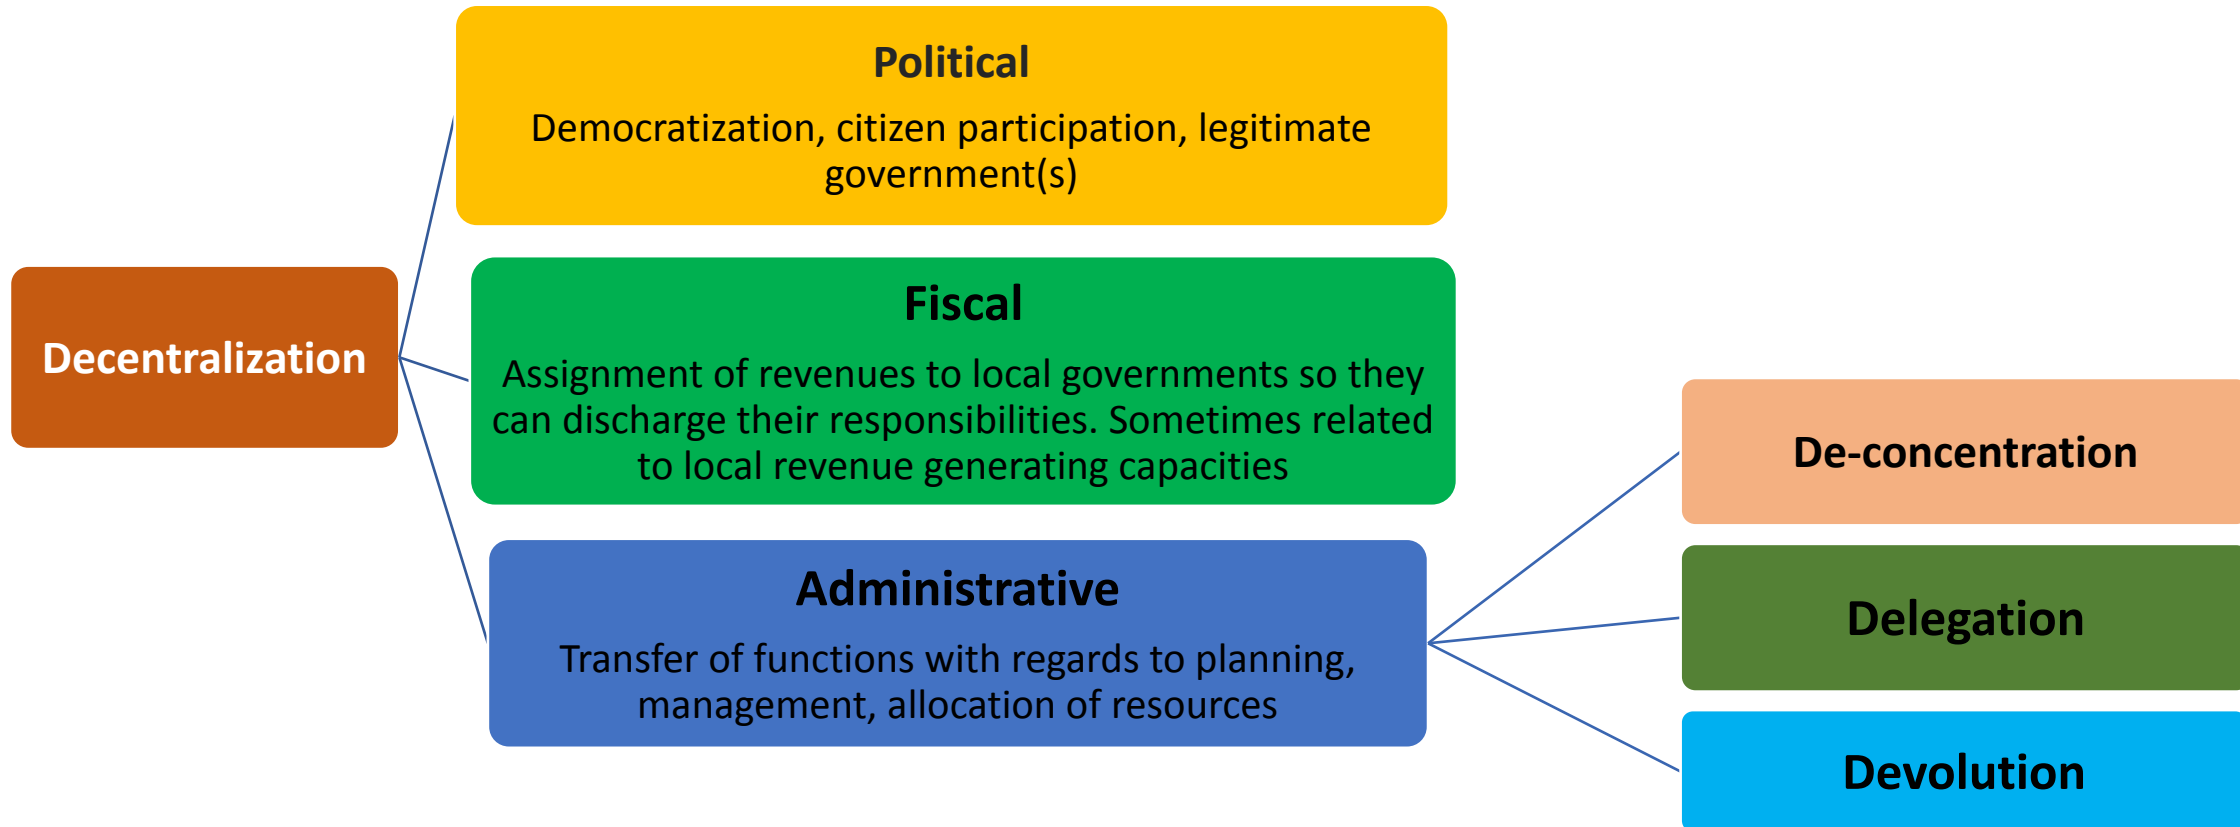 Political
Democratization, citizen participation, legitimate
government(s)
Decentralization
Fiscal
Assignment of revenues to local governments so they
can discharge their responsibilities. Sometimes related
to local revenue generating capacities
Administrative
Transfer of functions with regards to planning,
management, allocation of resources
De-concentration
Delegation
Devolution